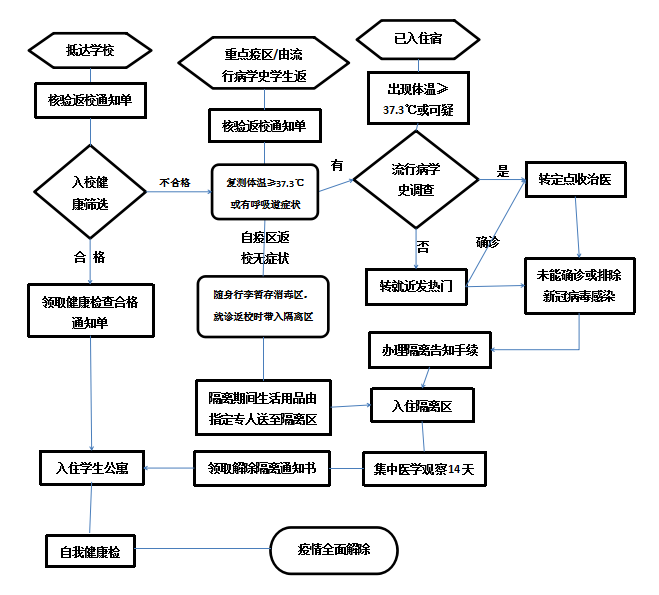 抵达学校
重点疫区/由流
行病学史学生返
已入住宿
核验返校通知单
核验返校通知单
出现体温≥
37.3℃或可疑
入校健
康筛选
不合格
复测体温≥37.3℃
或有呼吸道症状
有
流行病学
史调查
是
转定点收治医
合 格
自疫区返
校无症状
否
确诊
领取健康检查合格
通知单
随身行李暂存消毒区,
就诊返校时带入隔离区
转就近发热门
未能确诊或排除
新冠病毒感染
办理隔离告知手续
隔离期间生活用品由
指定专人送至隔离区
入住隔离区
入住学生公寓
领取解除隔离通知书
集中医学观察14天
自我健康检
疫情全面解除